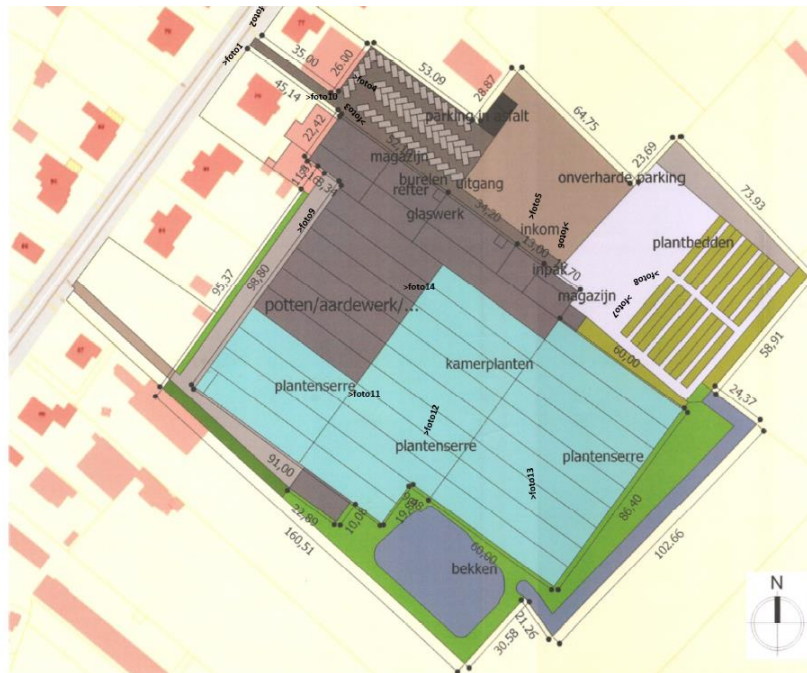 >foto2
>foto1
35.00
26.00
53.09
28.87
64.75
45,14
>foto10
>foto4
>foto3
22,42
parking in asfalt
magazijn
burelen
uitgang
refter
glaswerk
34,20
onverharde parking
23,69
73.93
>foto5
>foto6
inkom
13,00
inpak
magazijn
plantbedden
>foto9
>foto8
>foto7
95,37
98,80
>foto14
potten/aardewerk/...
60,00
58,91
kamerplanten
plantenserre
>foto11
24,37
>foto12
plantenserre
plantenserre
>foto13
91,00
22,89
10,08
86,40
102.66
160,51
60,00
bekken
21.26
30.58
N